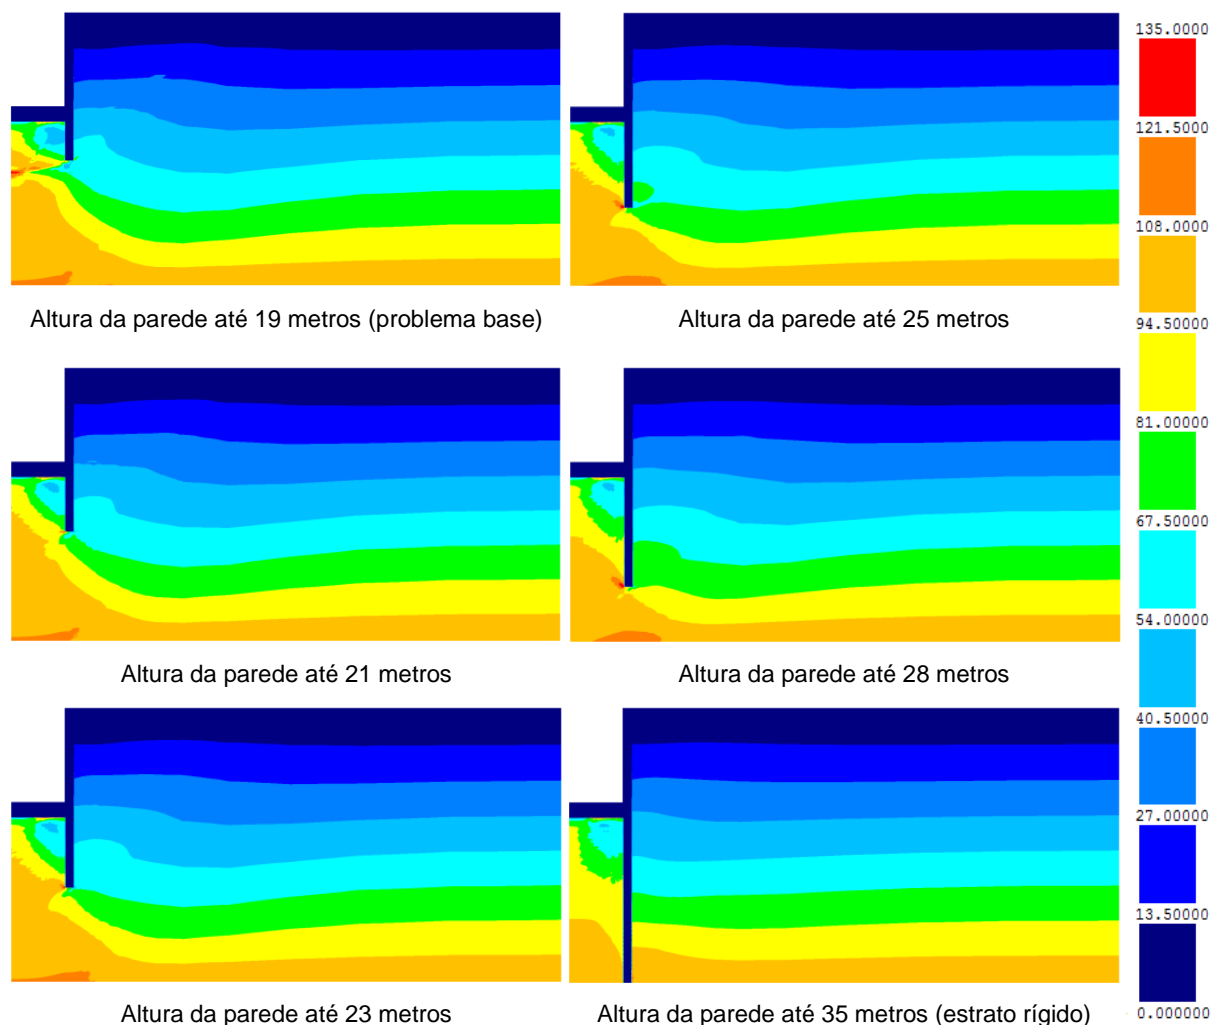 135.0000
121.5000
108.0000
Altura da parede até 19 metros (problema base)
Altura da parede até 25 metros
94.50000
81.00000
67.50000
54.00000
Altura da parede até 21 metros
Altura da parede até 28 metros
40.50000
27.00000
13.50000
Altura da parede até 23 metros
Altura da parede até 35 metros (estrato rígido)
0.000000